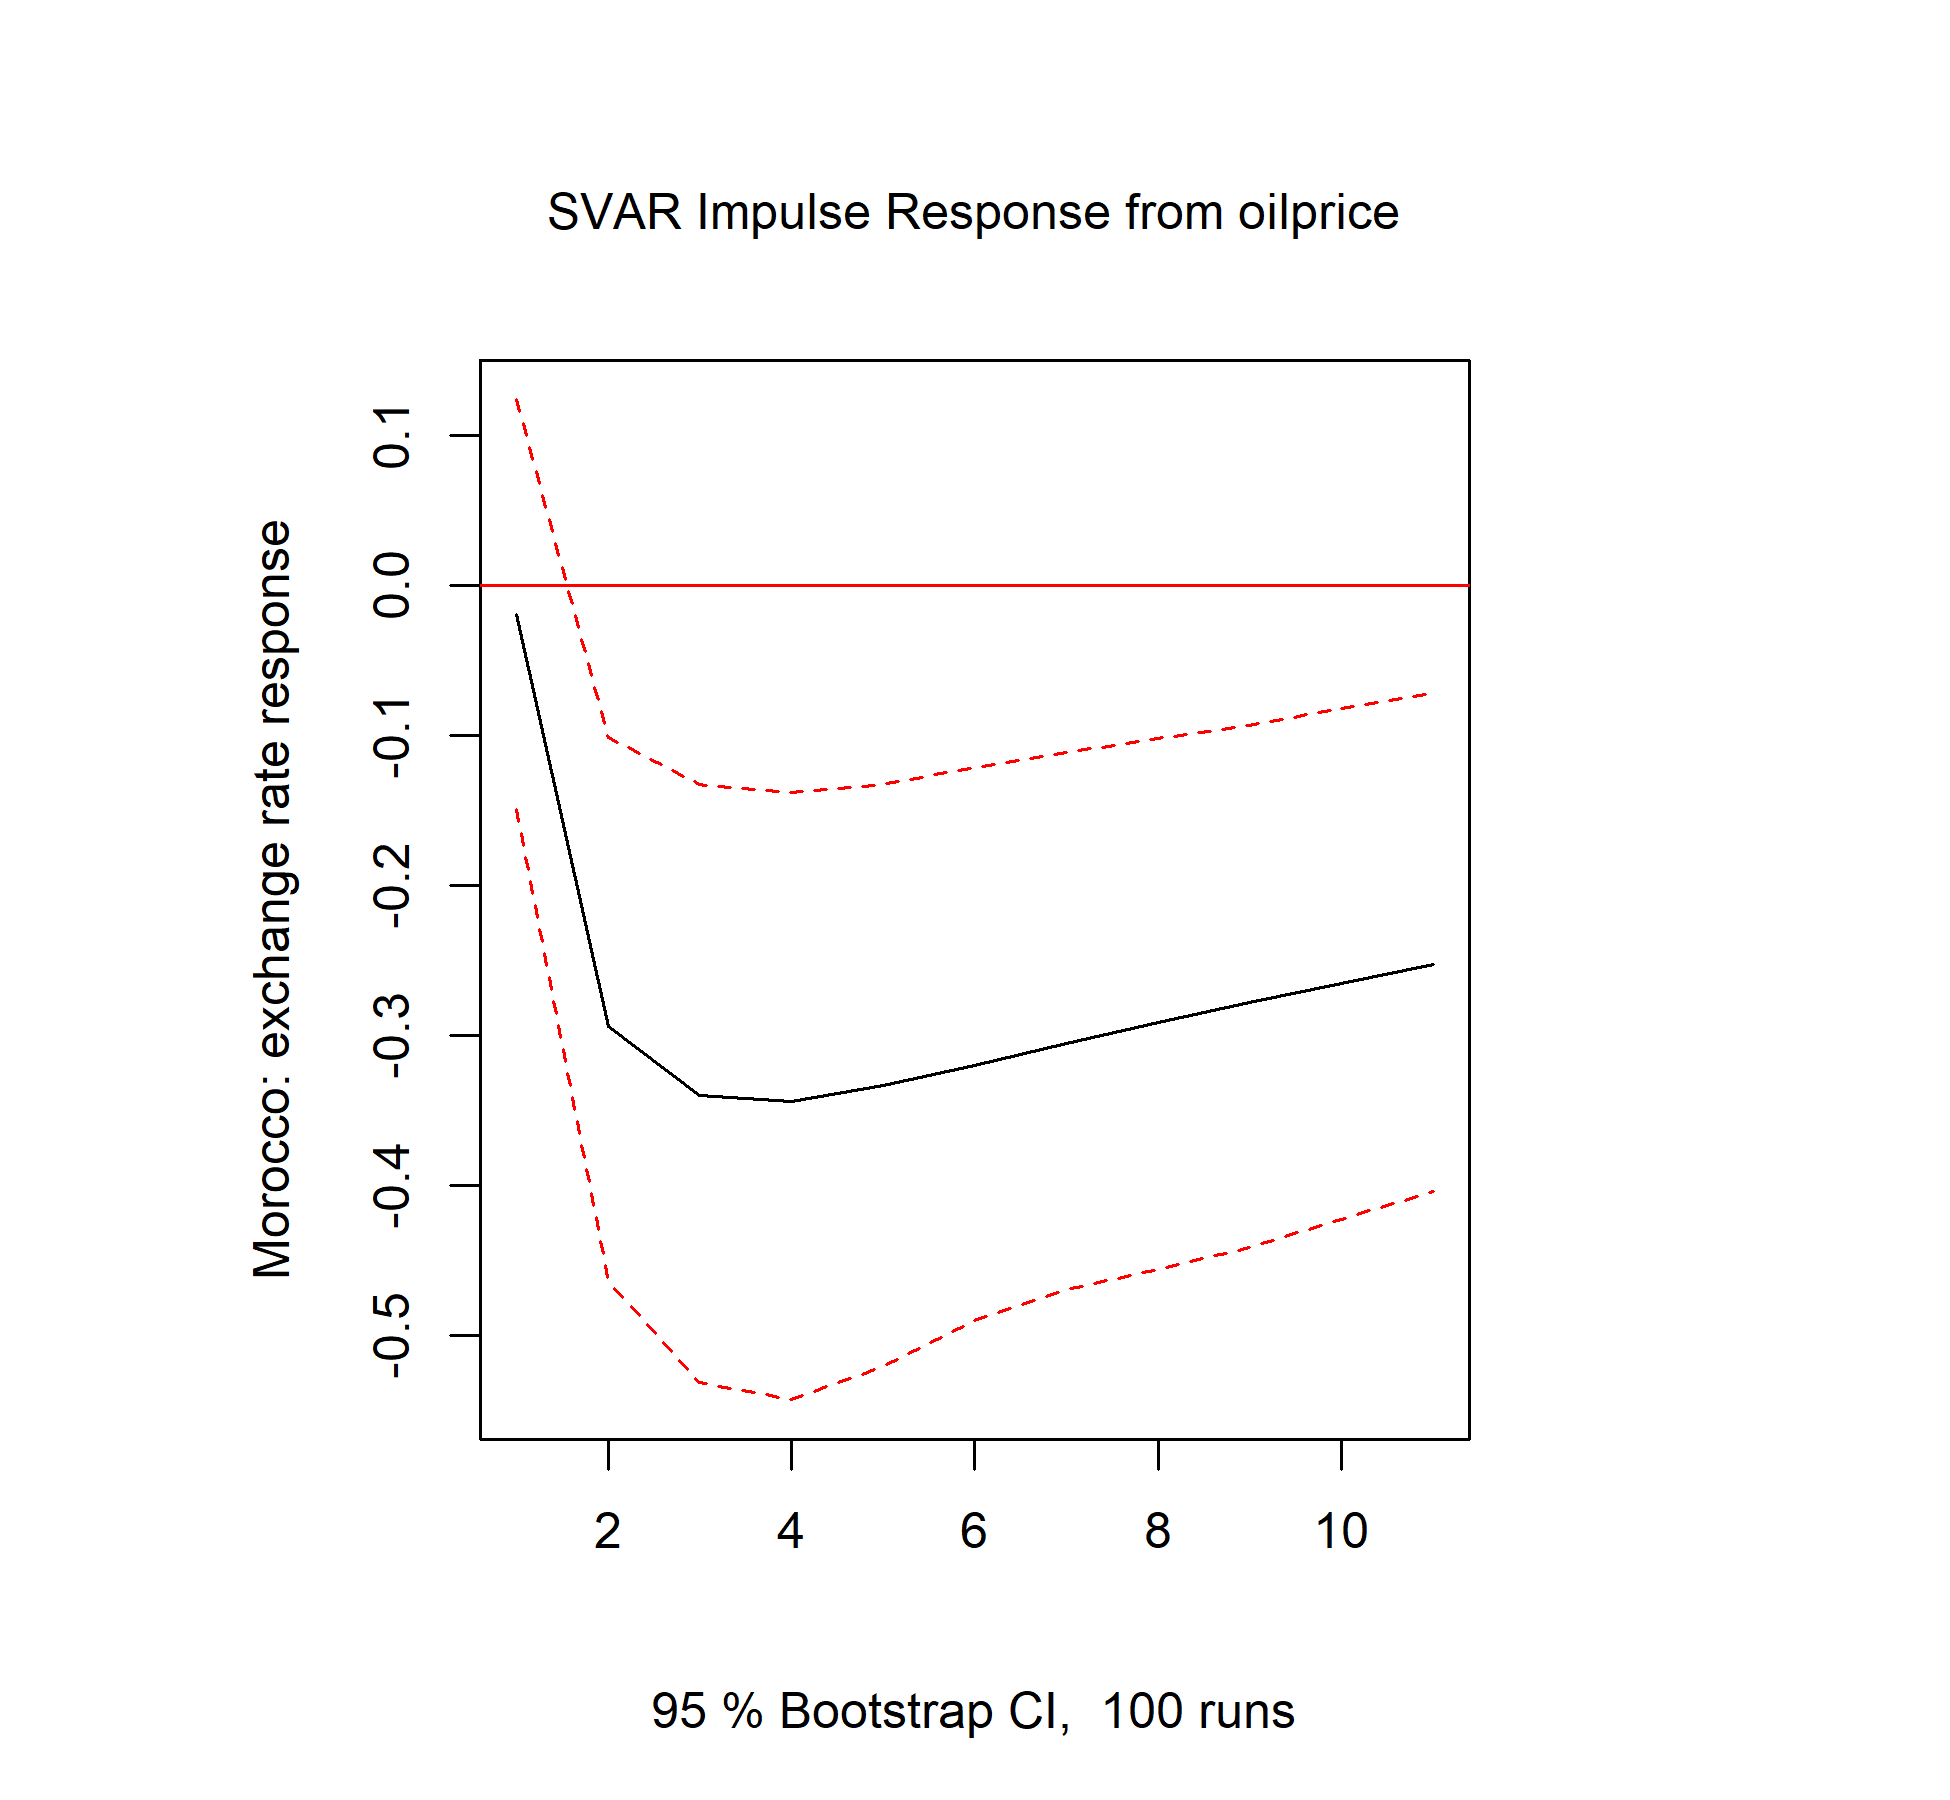 SVAR Impulse Response from oilprice
Morocco: exchange rate response
0.1
0.0
-0.1
-0.2
-0.3
-0.4
-0.5
2 4 6 8 10
95 % Bootstrap CI,  100 runs